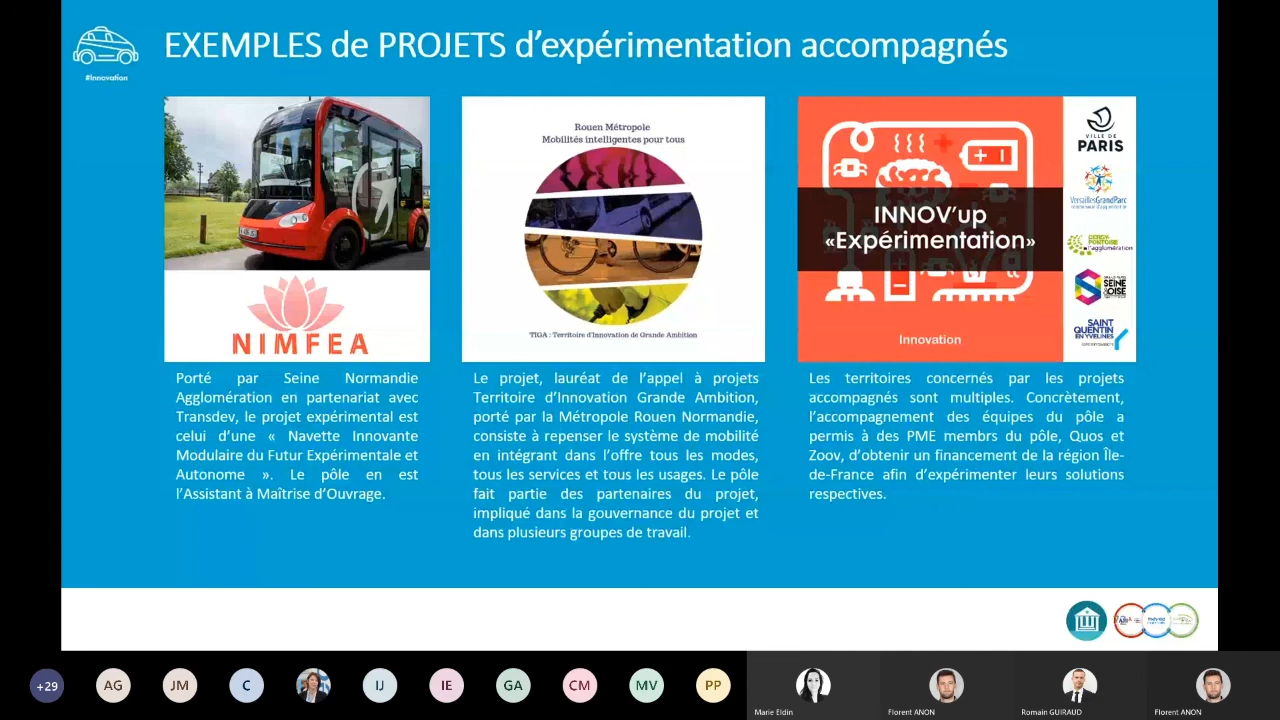 EXEMPLES de PROJETS d’expérimentation accompagnés
#Innovation
NIMFEA
Porté par Seine Normandie
Agglomération en partenariat avec
Transdev, le projet expérimental est
celui d’une « Navette Innovante
Modulaire du Futur Expérimentale et
Autonome ». Le pôle en est
l’Assistant à Maîtrise d’Ouvrage.
Rouen Métropole
Mobilités intelligentes pour tous
TIGA : Territoire d'Innovation de Grande Ambition
Le projet, lauréat de l’appel à projets
Territoire d’Innovation Grande Ambition,
porté par la Métropole Rouen Normandie,
consiste à repenser le système de mobilité
en intégrant dans l’offre tous les modes,
tous les services et tous les usages. Le pôle
fait partie des partenaires du projet,
impliqué dans la gouvernance du projet et
dans plusieurs groupes de travail.
INNOV’up
«Expérimentation»
Innovation
VILLE DE
PARIS
VersaillesGrandParc
CERGY
PONTOISE
l'agglomération
SEINE
&OISE
SAINT
QUENTIN
EN YVELINES
Les territoires concernés par les projets
accompagnés sont multiples. Concrètement,
l’accompagnement des équipes du pôle a
permis à des PME membrs du pôle, Quos et
Zoov, d’obtenir un financement de la région Île-
de-France afin d’expérimenter leurs solutions
respectives.
+29
AG
JM
C
IJ
IE
GA
CM
MV
PP
Marie Eldin
Florent ANON
Romain GUIRAUD
Florent ANON